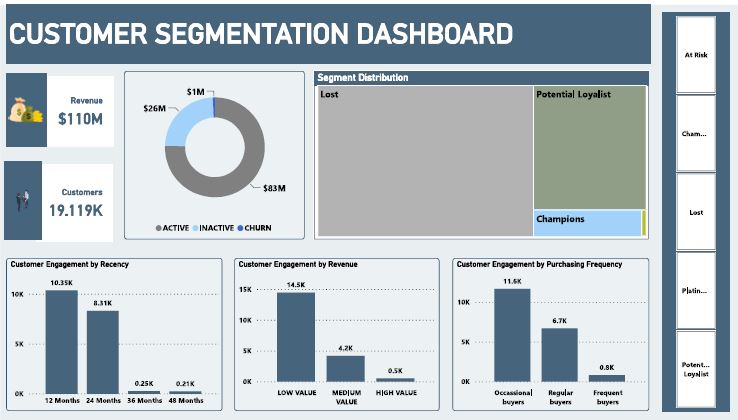 CUSTOMER SEGMENTATION DASHBOARD
Revenue
$110M
Customers
19.119K
$1M
$26M
$83M
ACTIVE INACTIVE CHURN
Segment Distribution
Lost
Potential Loyalist
Champions
Customer Engagement by Recency
10K
5K
0K
10.35K
8.31K
0.25K
0.21K
12 Months 24 Months 36 Months 48 Months
Customer Engagement by Revenue
15K
10K
5K
0K
14.5K
4.2K
0.5K
LOW VALUE
MEDIUM
VALUE
HIGH VALUE
Customer Engagement by Purchasing Frequency
10K
5K
0K
11.6K
6.7K
0.8K
Occassional
buyers
Regular
buyers
Frequent
buyers
At Risk
Cham...
Lost
Platin...
Potent...
Loyalist